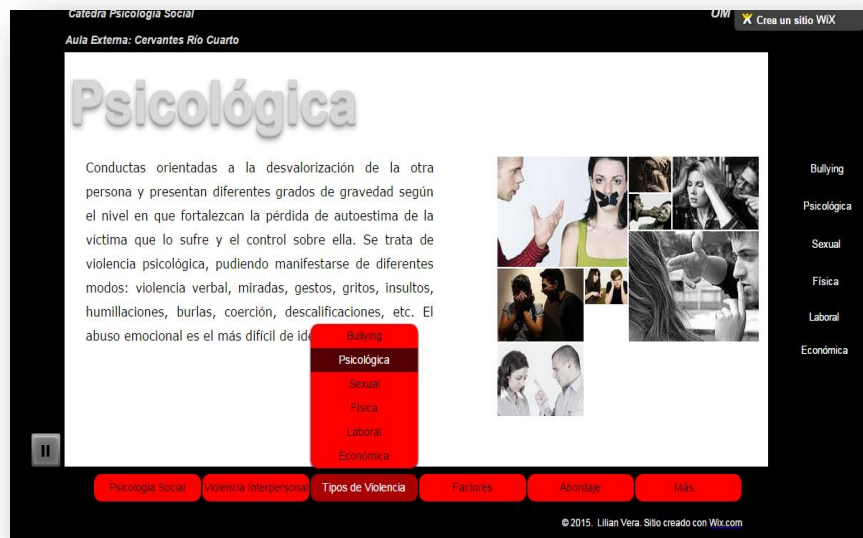 Cátedra Psicología Social
UM
Crea un sitio WiX
Aula Externa: Cervantes Río Cuarto
Psicológica
Conductas orientadas a la desvalorización de la otra
persona y presentan diferentes grados de gravedad según
el nivel en que fortalezcan la pérdida de autoestima de la
víctima que lo sufre y el control sobre ella. Se trata de
violencia psicológica, pudiendo manifestarse de diferentes
modos: violencia verbal, miradas, gestos, gritos, insultos,
humillaciones, burlas, coerción, descalificaciones, etc. El
abuso emocional es el más difícil de
Bullying
Psicológica
Sexual
Física
Laboral
Económica
Bullying
Psicológica
Sexual
Física
Laboral
Económica
Psicología Social
Violencia Interpersonal
Tipos de Violencia
Factores
Abordaje
Más
© 2015. Lilian Vera. Sitio creado con Wix.com